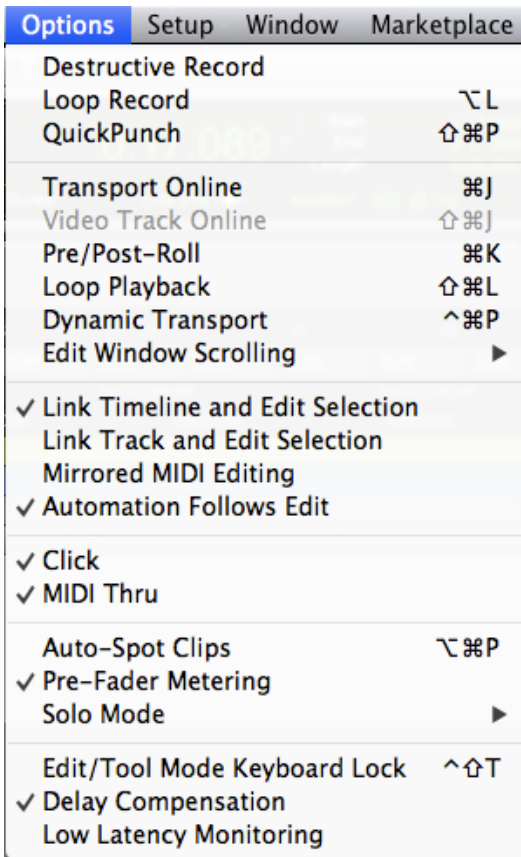 Options Setup Window Marketplace
Destructive Record
Loop Record ⌥L
QuickPunch ⇧⌘P
Transport Online ⌘J
Video Track Online ⇧⌘J
Pre/Post-Roll ⌘K
Loop Playback ⇧⌘L
Dynamic Transport ^⌘P
Edit Window Scrolling ▶
✓ Link Timeline and Edit Selection
Link Track and Edit Selection
Mirrored MIDI Editing
✓ Automation Follows Edit
✓ Click
✓ MIDI Thru
Auto-Spot Clips ⌥⌘P
✓ Pre-Fader Metering
Solo Mode ▶
Edit/Tool Mode Keyboard Lock ^⇧T
✓ Delay Compensation
Low Latency Monitoring